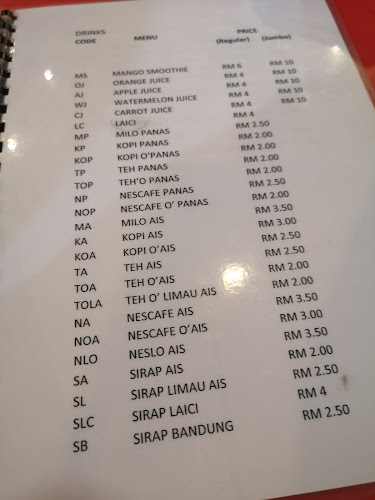 DRINKS
CODE MENU PRICE
(Regular) (Jumbo)
MS MANGO SMOOTHIE RM 6 RM 10
OJ ORANGE JUICE RM 4 RM 10
AJ APPLE JUICE RM 4 RM 10
WJ WATERMELON JUICE RM 4 RM 10
CJ CARROT JUICE RM 4 RM 10
LC LAICI RM 4
MP MILO PANAS RM 2.50
KP KOPI PANAS RM 2.00
KOP KOPI O'PANAS RM 2.00
TP TEH PANAS RM 2.00
TOP TEH'O PANAS RM 2.00
NP NESCAFE PANAS RM 2.50
NOP NESCAFE O' PANAS RM 2.00
MA MILO AIS RM 3.50
KA KOPI AIS RM 3.00
KOA KOPI O'AIS RM 2.50
TA TEH AIS RM 2.50
TOA TEH O'AIS RM 2.00
TOLA TEH O' LIMAU AIS RM 2.00
NA NESCAFE AIS RM 3.50
NOA NESCAFE O'AIS RM 3.00
NLO NESLO AIS RM 3.50
SA SIRAP AIS RM 2.00
SL SIRAP LIMAU AIS RM 2.50
SLC SIRAP LAICI RM 4
SB SIRAP BANDUNG RM 2.50